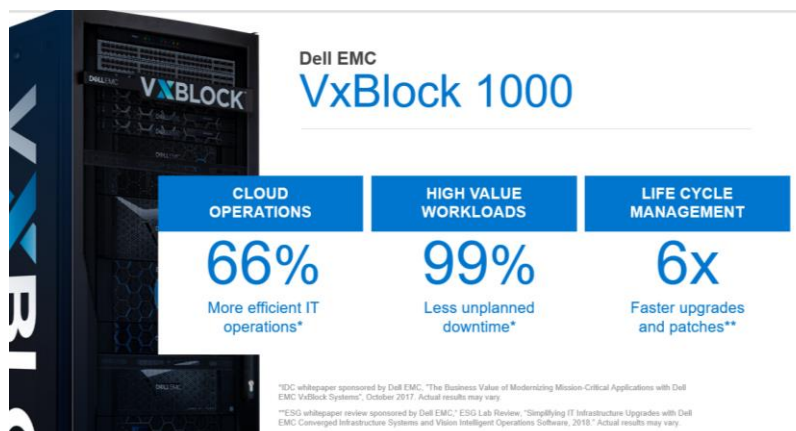 DELL EMC
VXBLOCK
Dell EMC
VxBlock 1000
CLOUD
OPERATIONS
66%
More efficient IT
operations*
HIGH VALUE
WORKLOADS
99%
Less unplanned
downtime*
LIFE CYCLE
MANAGEMENT
6x
Faster upgrades
and patches**
*IDC whitepaper sponsored by Dell EMC, "The Business Value of Modernizing Mission-Critical Applications with Dell
EMC VxBlock Systems", October 2017. Actual results may vary
**ESG whitepaper review sponsored by Dell EMC," ESG Lab Review, "Simplifying IT Infrastructure Upgrades with Dell
EMC Converged Infrastructure Systems and Vision Intelligent Operations Software, 2018." Actual results may vary.